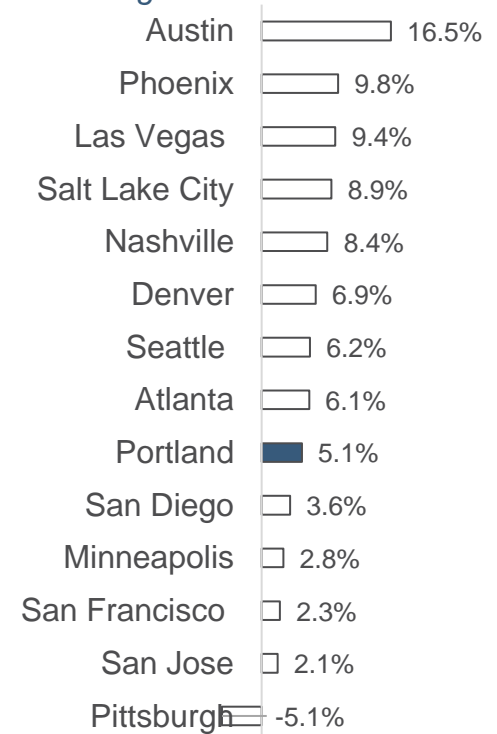 Austin 16.5%
Phoenix 9.8%
Las Vegas 9.4%
Salt Lake City 8.9%
Nashville 8.4%
Denver 6.9%
Seattle 6.2%
Atlanta 6.1%
Portland 5.1%
San Diego 3.6%
Minneapolis 2.8%
San Francisco 2.3%
San Jose 2.1%
Pittsburgh -5.1%